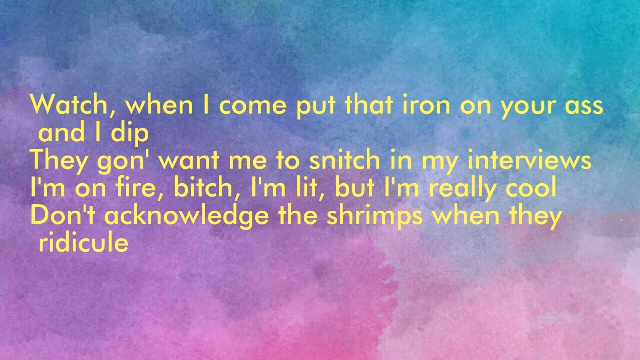 Watch, when I come put that iron on your ass
and I dip
They gon' want me to snitch in my interviews
I'm on fire, bitch, I'm lit, but I'm really cool
Don't acknowledge the shrimps when they
ridicule